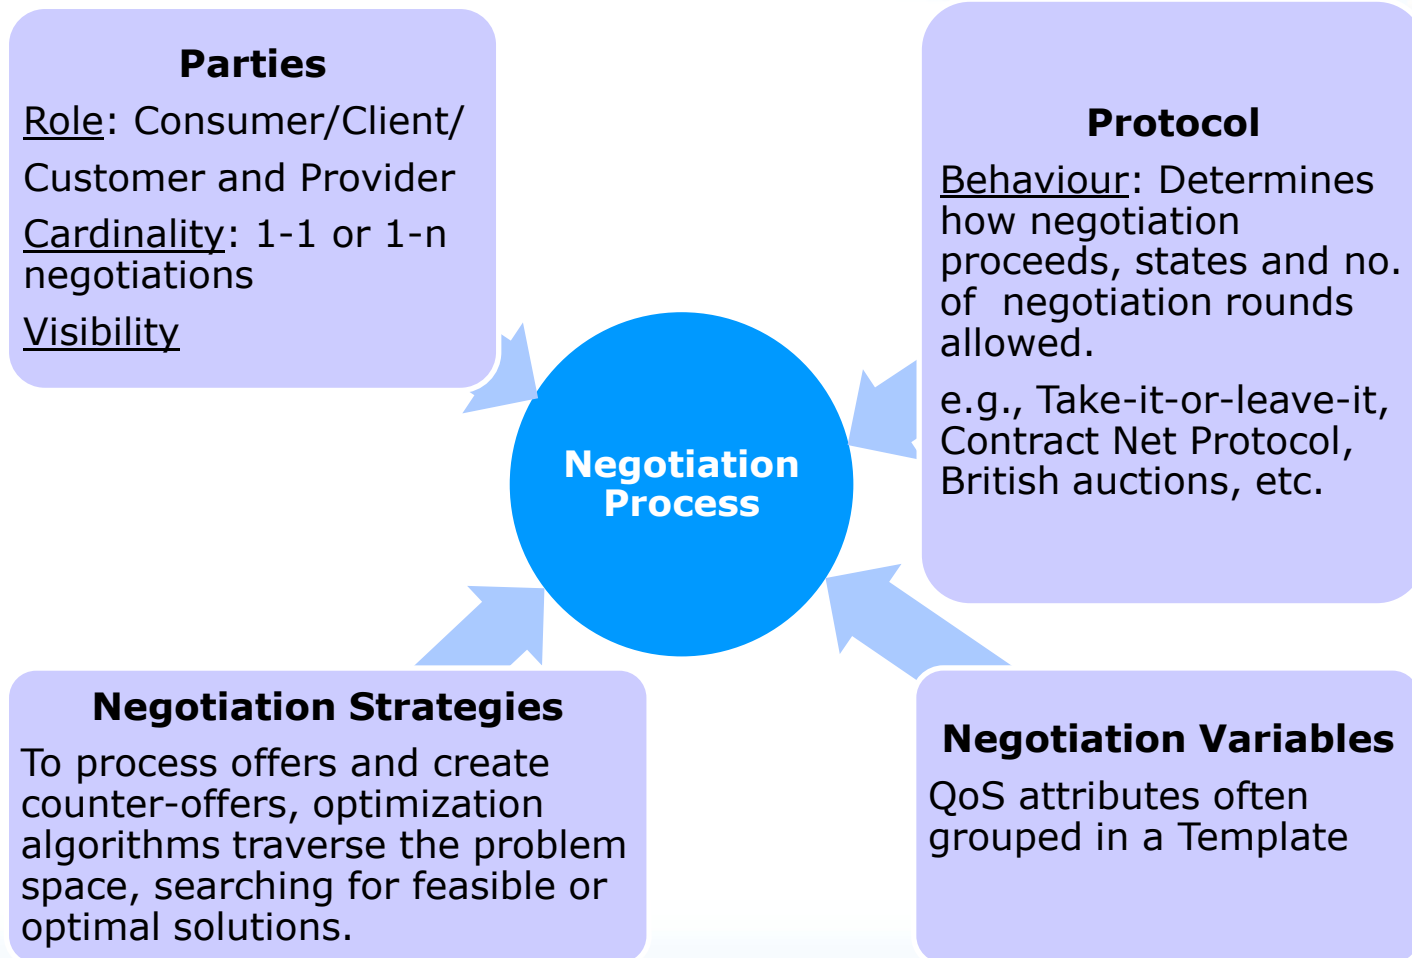 Parties
Role: Consumer/Client/
Customer and Provider
Cardinality: 1-1 or 1-n
negotiations
Visibility
Protocol
Behaviour: Determines
how negotiation
proceeds, states and no.
of  negotiation rounds
allowed.
e.g., Take-it-or-leave-it,
Contract Net Protocol,
British auctions, etc.
Negotiation
Process
Negotiation Strategies
To process offers and create
counter-offers, optimization
algorithms traverse the problem
space, searching for feasible or
optimal solutions.
Negotiation Variables
QoS attributes often
grouped in a Template